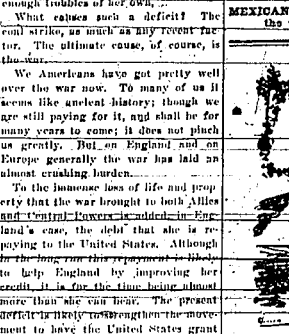 enough troubles of her own.
What causes such a deficit? The
coal strike, as much as any recent fac-
tor. The ultimate cause, of course, is
the war.
We Americans have got pretty well
over the war now. To many of us it
seems like ancient history; though we
are still paying for it, and shall be for
many years to come; it does not pinch
us greatly. But on England and on
Europe generally the war has laid an
almost crushing burden.
To the immense loss of life and prop-
erty that the war brought to both Allies
and Central Powers is added, in Eng-
land's case, the debt that she is re-
paying to the United States. Although
in the long run this repayment is likely
to help England by improving her
credit, it is for the time being almost
more than she can bear. The present
deficit is likely to strengthen the move-
ment to have the United States grant
MEXICAN
the